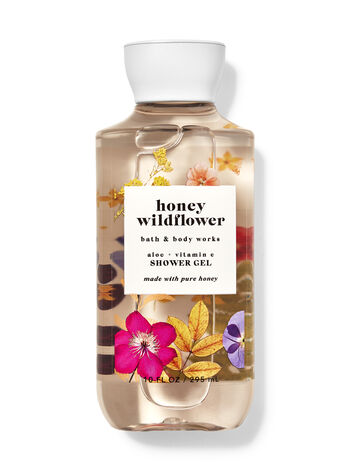 honey
wildflower
bath & body works
aloe • vitamin e
SHOWER GEL
made with pure honey
10 FL OZ / 295 mL